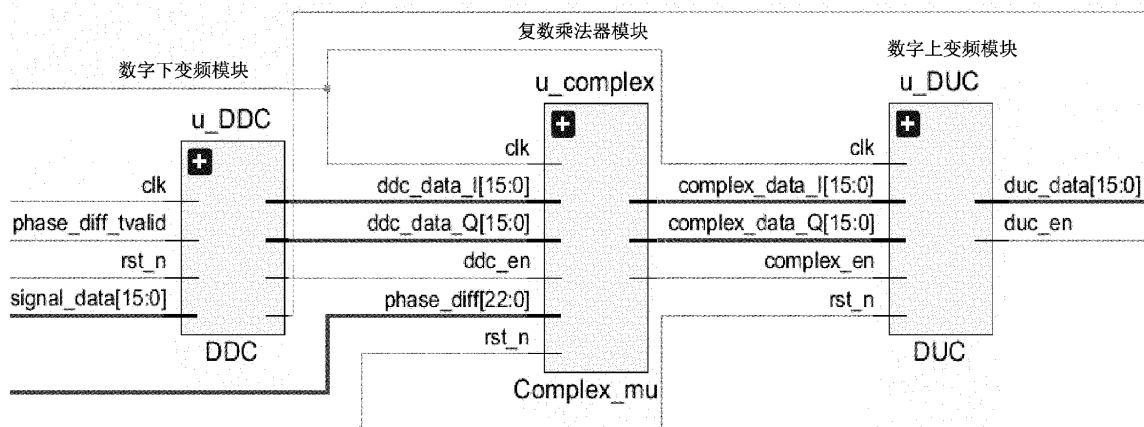 复数乘法器模块
数字下变频模块
数字上变频模块
u_DDC
u_complex
u_DUC
clk
phase_diff_tvalid
rst_n
signal_data[15:0]
DDC
clk
ddc_data_I[15:0]
ddc_data_Q[15:0]
ddc_en
phase_diff[22:0]
rst_n
Complex_mu
clk
complex_data_I[15:0]
complex_data_Q[15:0]
complex_en
rst_n
DUC
duc_data[15:0]
duc_en